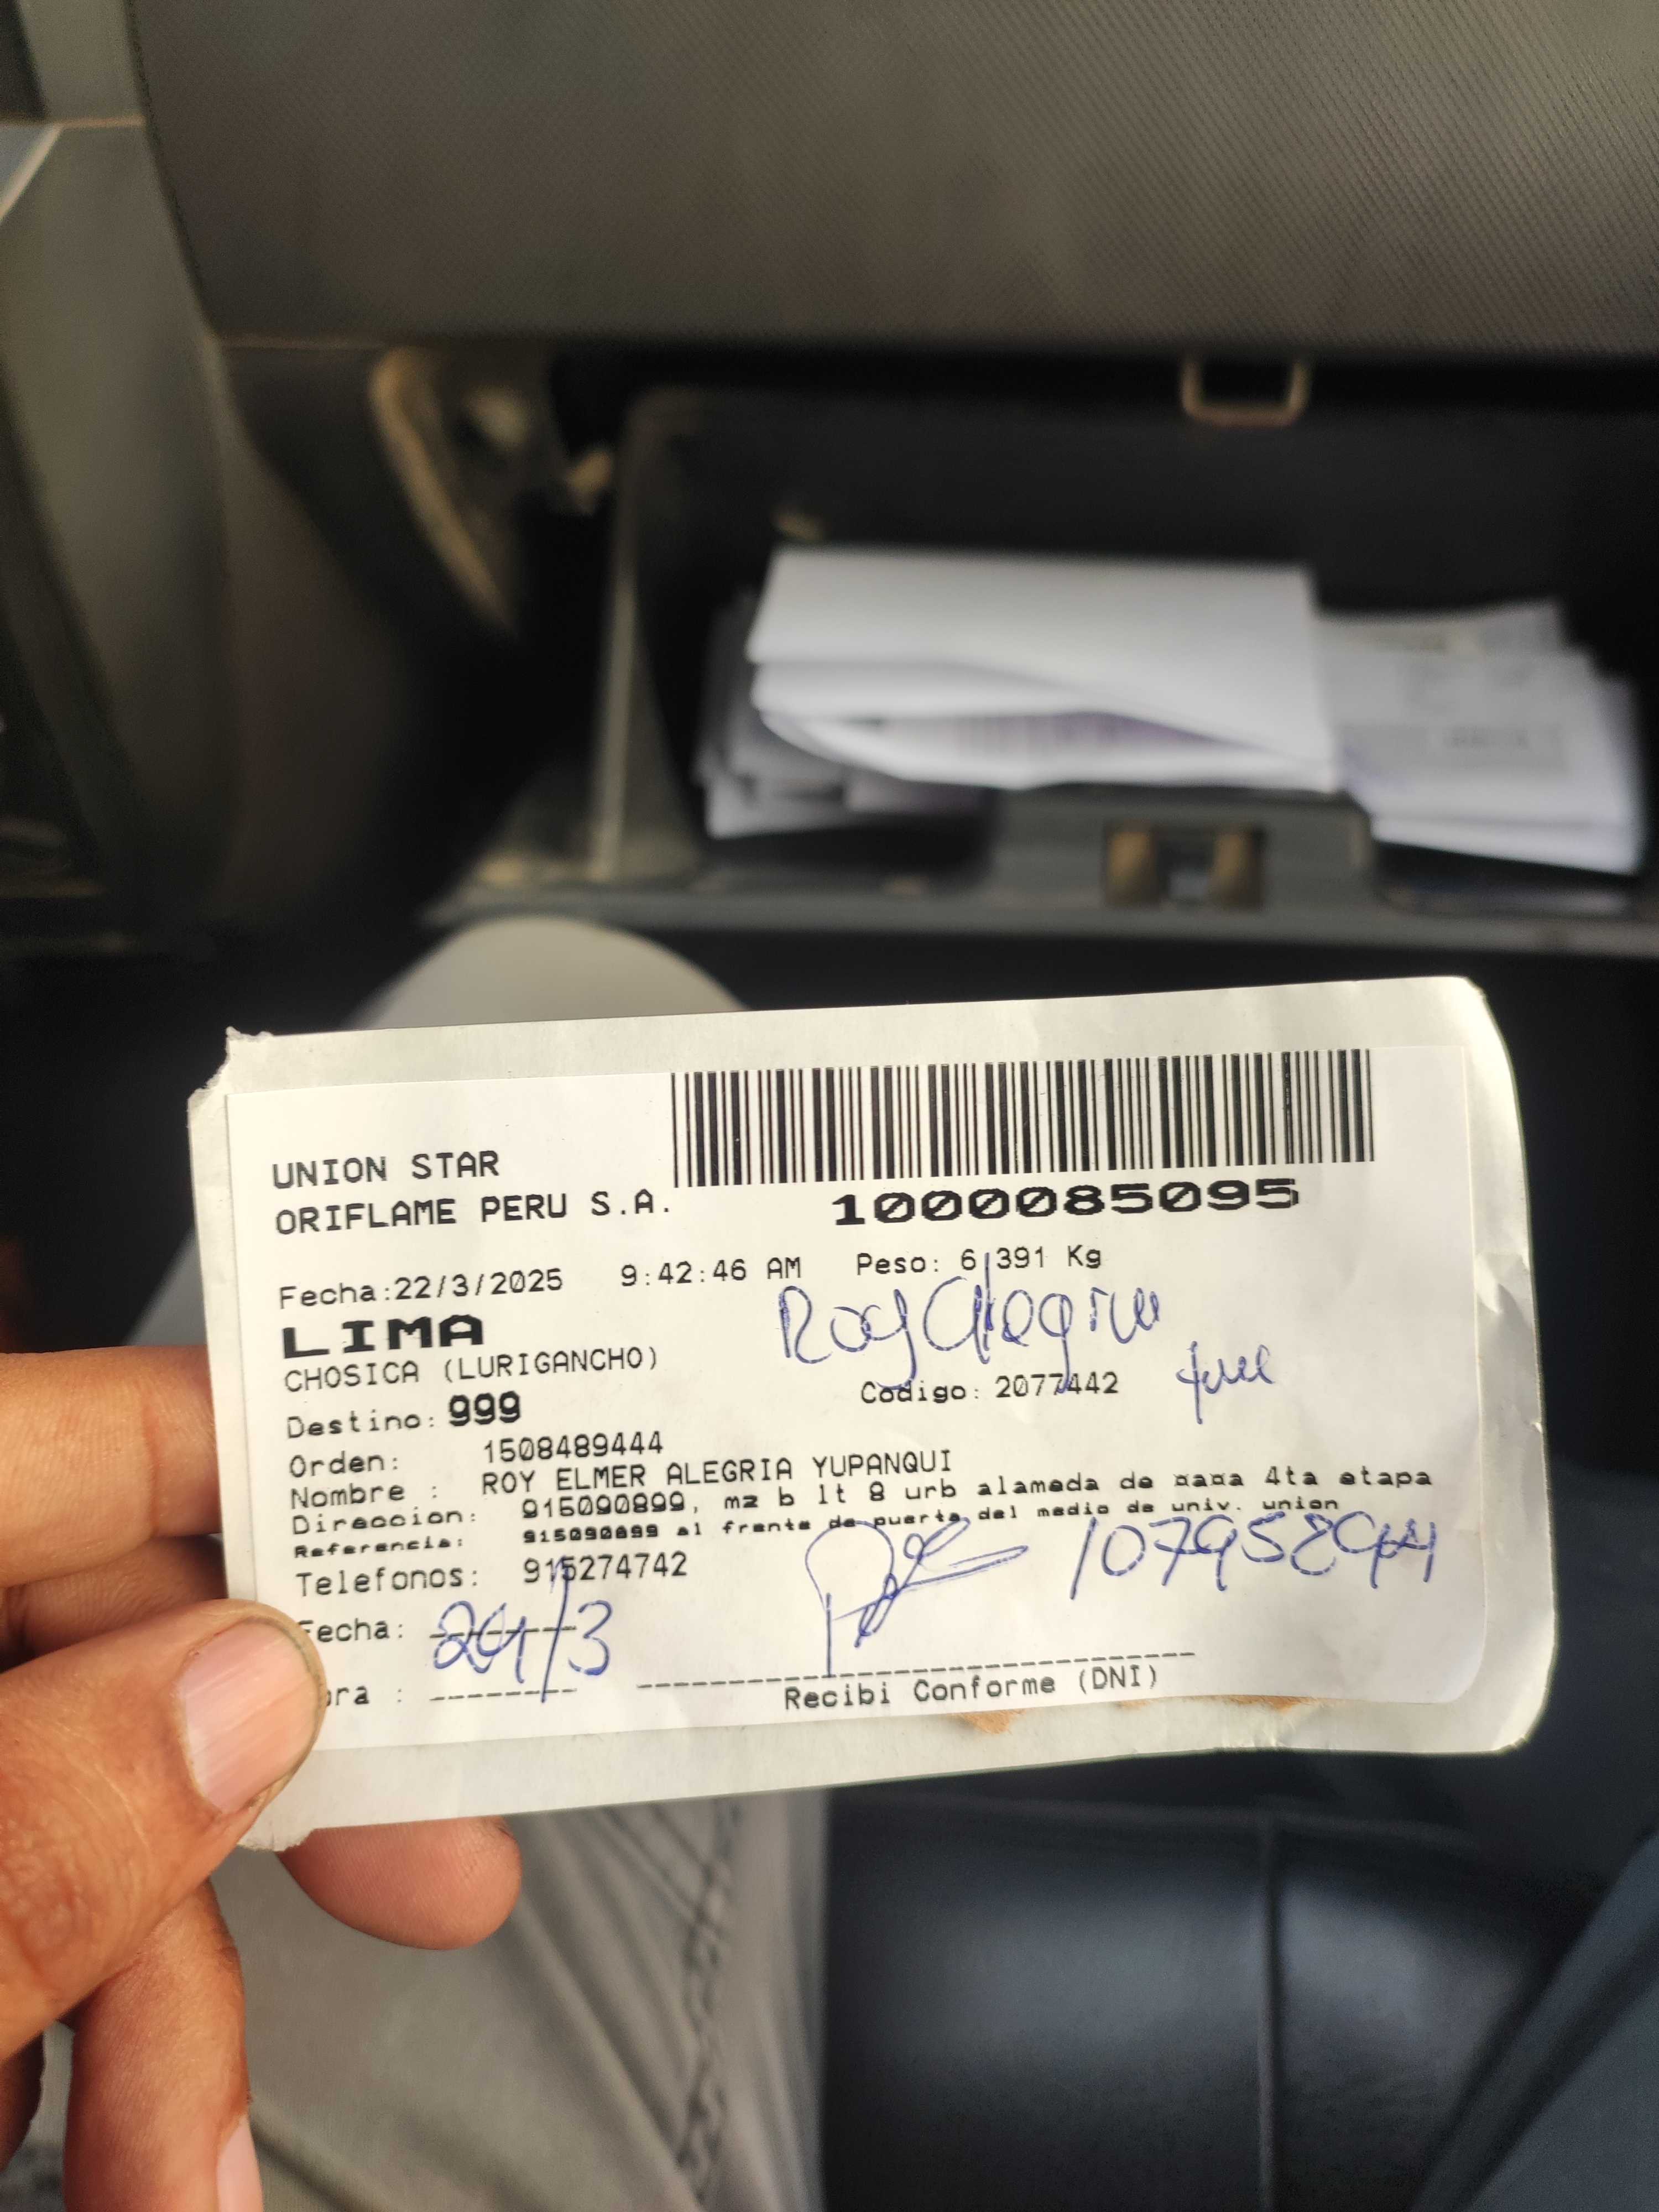 UNION STAR
ORIFLAME PERU S.A.
1000085095
Fecha:22/3/2025 9:42:46 AM Peso: 6,391 Kg
LIMA
Roy Alegria
CHOSICA (LURIGANCHO)
Codigo: 2077442
Destino: 999
Orden: 1508489444
Nombre : ROY ELMER ALEGRIA YUPANQUI
Direccion: 915090899, mz b lt 8 urb alameda de ñaña 4ta etapa
Referencia: 915090899 al frente de puerta del medio de univ. union
Telefonos: 915274742
Fecha: 24/3
ora : --------
Recibi Conforme (DNI)